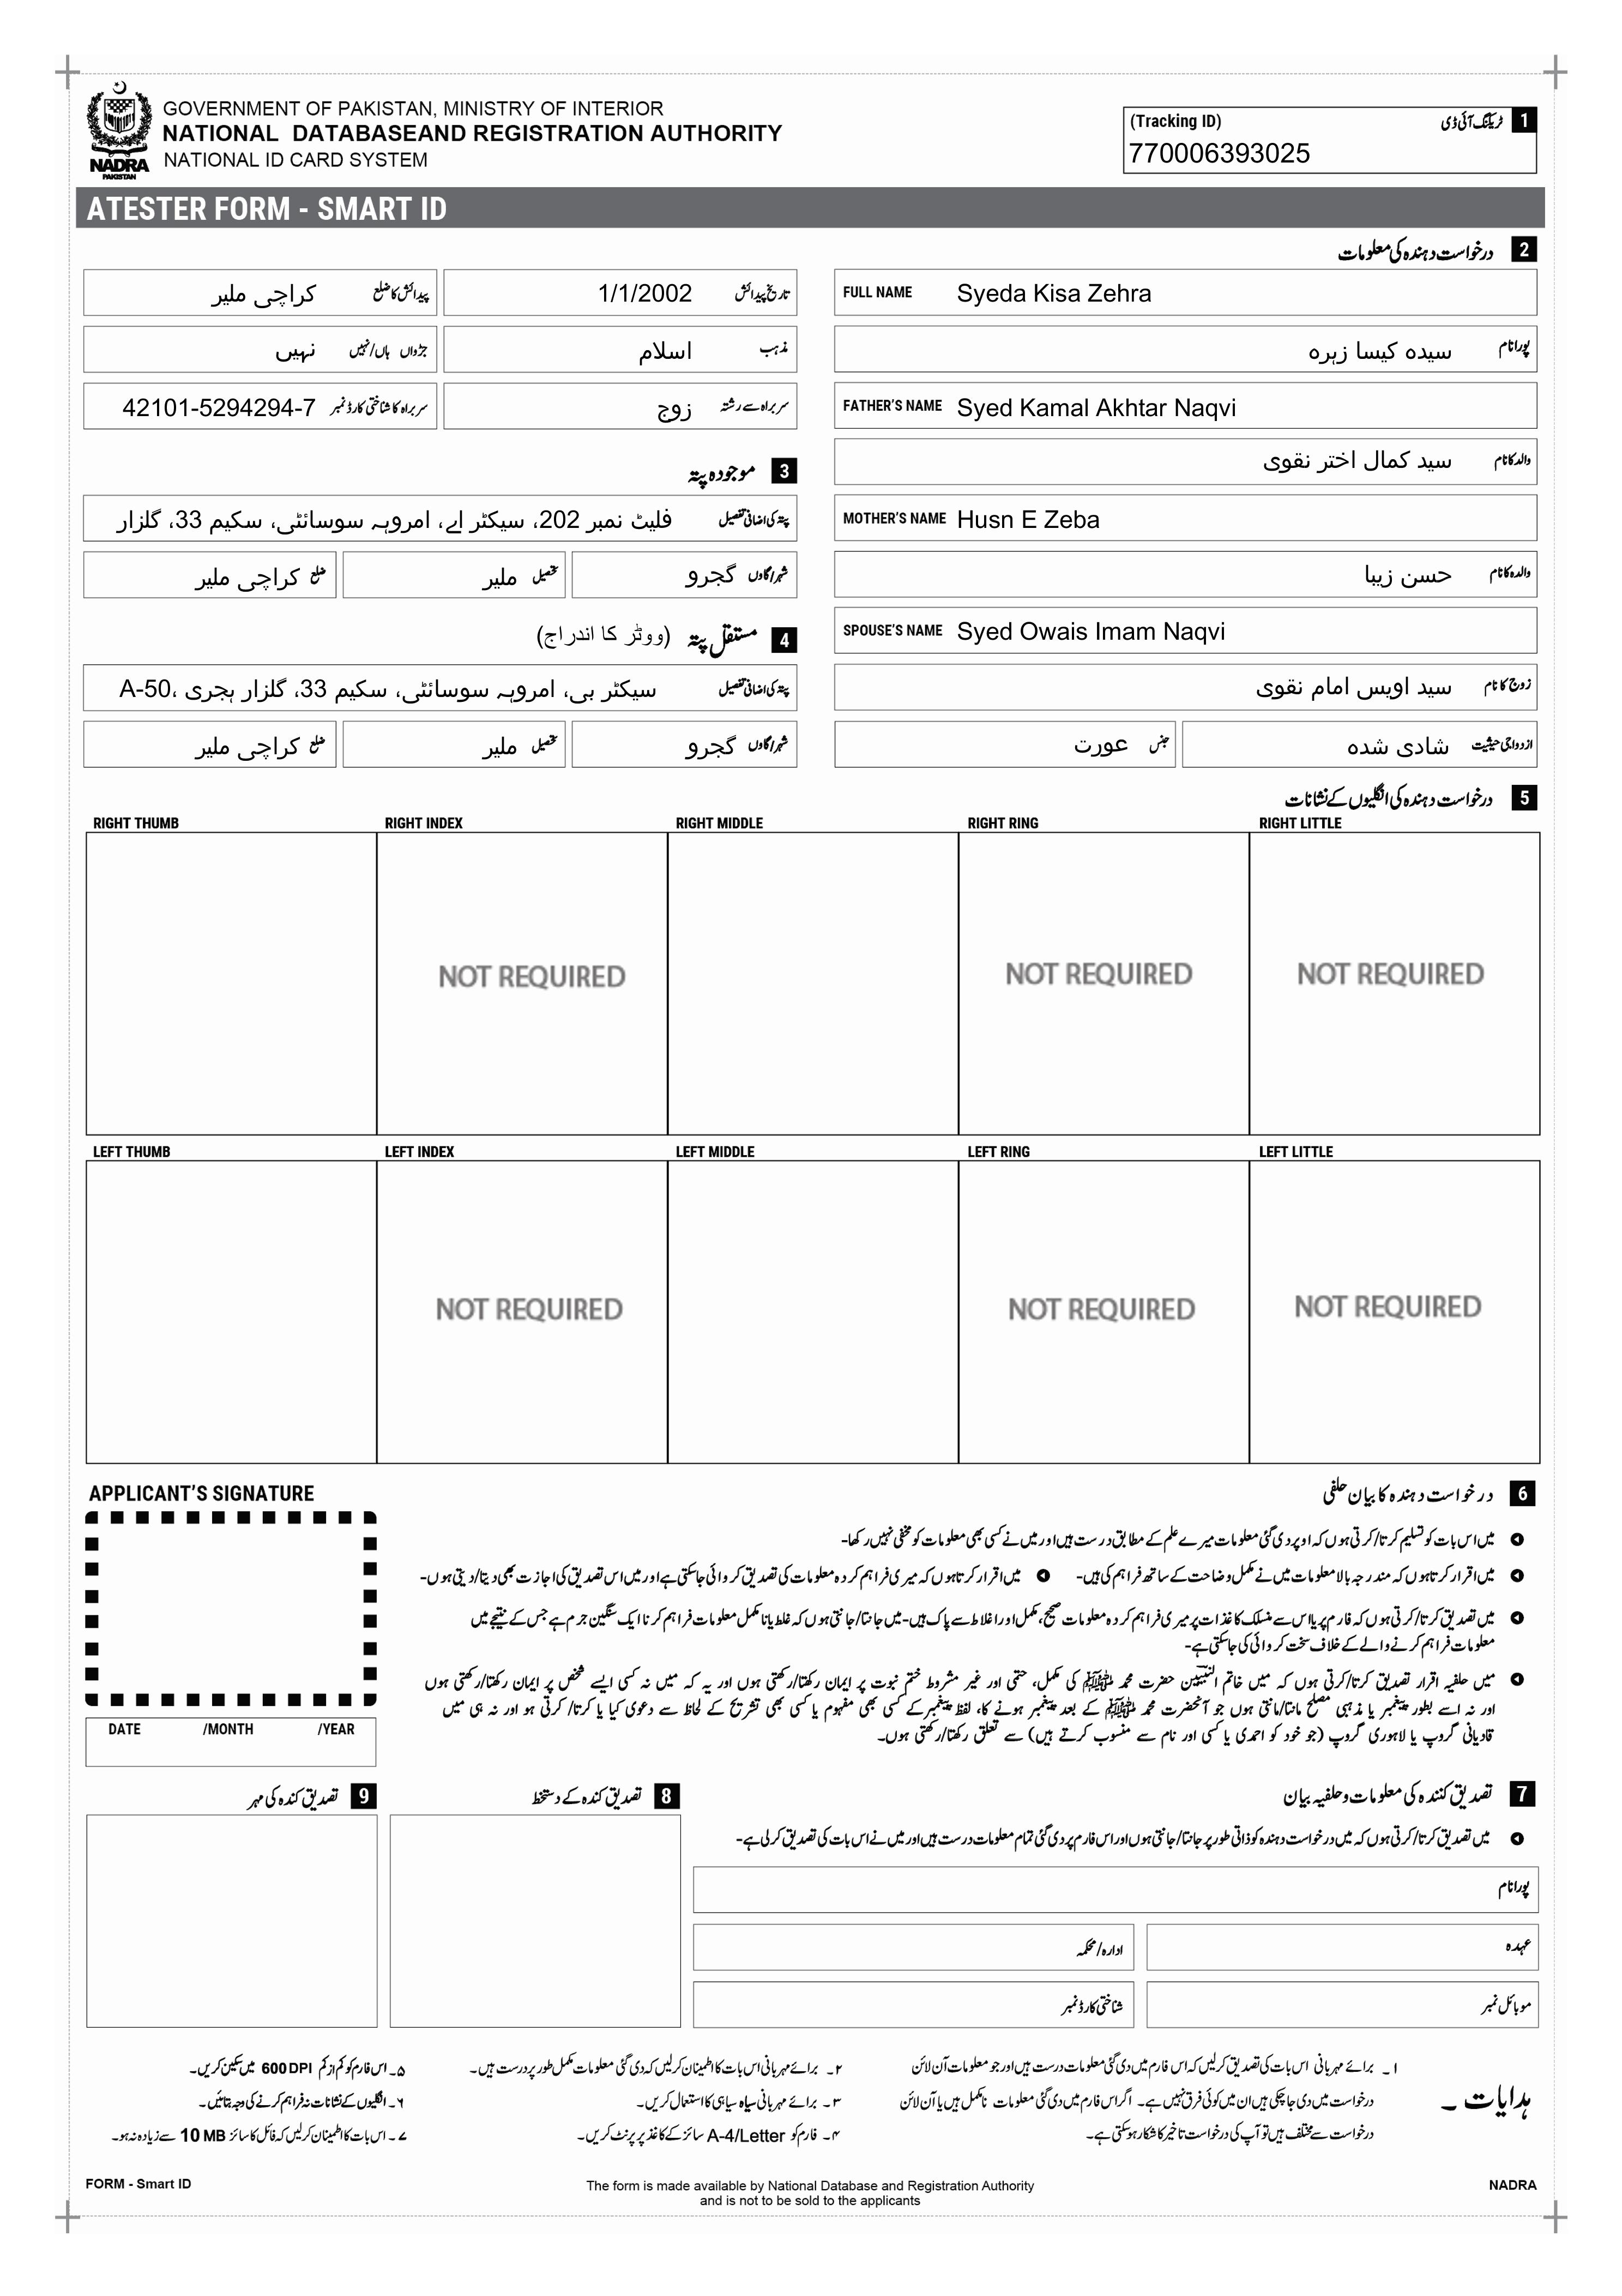 GOVERNMENT OF PAKISTAN, MINISTRY OF INTERIOR
NATIONAL DATABASEAND REGISTRATION AUTHORITY
NATIONAL ID CARD SYSTEM
NADRA
PAKISTAN
(Tracking ID) ٹریکنگ آئی ڈی 1
770006393025
ATESTER FORM - SMART ID
2 درخواست دہندہ کی معلومات
FULL NAME Syeda Kisa Zehra
پورا نام سیدہ کیسا زہرہ
FATHER'S NAME Syed Kamal Akhtar Naqvi
والد کا نام سید کمال اختر نقوی
MOTHER'S NAME Husn E Zeba
والدہ کا نام حسن زیبا
SPOUSE'S NAME Syed Owais Imam Naqvi
زوج کا نام سید اویس امام نقوی
ازدواجی حیثیت شادی شدہ جنس عورت
تاریخ پیدائش 1/1/2002 پیدائش کا ضلع کراچی ملیر
مذہب اسلام جڑواں ہاں/نہیں نہیں
سربراہ سے رشتہ زوج سربراہ کا شناختی کارڈ نمبر 42101-5294294-7
3 موجودہ پتہ
پتہ کی اضافی تفصیل فلیٹ نمبر 202، سیکٹر اے، امروہہ سوسائٹی، سکیم 33، گلزار
شہر/گاوں گجرو تحصیل ملیر ضلع کراچی ملیر
4 مستقل پتہ (ووٹر کا اندراج)
پتہ کی اضافی تفصیل سیکٹر بی، امروہہ سوسائٹی، سکیم 33، گلزار ہجری ،A-50
شہر/گاوں گجرو تحصیل ملیر ضلع کراچی ملیر
5 درخواست دہندہ کی انگلیوں کے نشانات
RIGHT THUMB RIGHT INDEX RIGHT MIDDLE RIGHT RING RIGHT LITTLE
NOT REQUIRED NOT REQUIRED NOT REQUIRED
LEFT THUMB LEFT INDEX LEFT MIDDLE LEFT RING LEFT LITTLE
NOT REQUIRED NOT REQUIRED NOT REQUIRED
APPLICANT'S SIGNATURE
DATE /MONTH /YEAR
6 درخواست دہندہ کا بیان حلفی
میں اس بات کو تسلیم کرتا/کرتی ہوں کہ اوپر دی گئی معلومات میرے علم کے مطابق درست ہیں اور میں نے کسی بھی معلومات کو مخفی نہیں رکھا-
میں اقرار کرتا ہوں کہ مندرجہ بالا معلومات میں نے مکمل وضاحت کے ساتھ فراہم کی ہیں- میں اقرار کرتا ہوں کہ میری فراہم کردہ معلومات کی تصدیق کروائی جاسکتی ہے اور میں اس تصدیق کی اجازت بھی دیتا/دیتی ہوں-
میں تصدیق کرتا/کرتی ہوں کہ فارم پر یا اس سے منسلک کاغذات پر میری فراہم کردہ معلومات صحیح، مکمل اور اغلاط سے پاک ہیں- میں جانتا/جانتی ہوں کہ غلط یا نامکمل معلومات فراہم کرنا ایک سنگین جرم ہے جس کے نتیجے میں
معلومات فراہم کرنے والے کے خلاف سخت کروائی کی جاسکتی ہے-
میں حلفیہ اقرار تصدیق کرتا/کرتی ہوں کہ میں خاتم النبیین حضرت محمد ﷺ کی مکمل، حتمی اور غیر مشروط ختم نبوت پر ایمان رکھتا/رکھتی ہوں اور یہ کہ میں نہ کسی ایسے شخص پر ایمان رکھتا/رکھتی ہوں
اور نہ اسے بطور پیغمبر یا مذہبی مصلح مانتا/مانتی ہوں جو آنحضرت محمد ﷺ کے بعد پیغمبر ہونے کا، لفظ پیغمبر کے کسی بھی مفہوم یا کسی بھی تشریح کے لحاظ سے دعوی کیا یا کرتا/ کرتی ہو اور نہ ہی میں
قادیانی گروپ یا لاہوری گروپ (جو خود کو احمدی یا کسی اور نام سے منسوب کرتے ہیں) سے تعلق رکھتا/رکھتی ہوں۔
7 تصدیق کنندہ کی معلومات و حلفیہ بیان
میں تصدیق کرتا/کرتی ہوں کہ میں درخواست دہندہ کو ذاتی طور پر جانتا/جانتی ہوں اور اس فارم پر دی گئی تمام معلومات درست ہیں اور میں نے اس بات کی تصدیق کرلی ہے-
پورا نام
عہدہ ادارہ/محکمہ
موبائل نمبر شناختی کارڈ نمبر
8 تصدیق کندہ کے دستخط
9 تصدیق کندہ کی مہر
ہدایات ۔
۱ ۔ برائے مہربانی اس بات کی تصدیق کرلیں کہ اس فارم میں دی گئی معلومات درست ہیں اور جو معلومات آن لائن
درخواست میں دی جاچکی ہیں ان میں کوئی فرق نہیں ہے۔ اگر اس فارم میں دی گئی معلومات نامکمل ہیں یا آن لائن
درخواست سے مختلف ہیں تو آپ کی درخواست تاخیر کا شکار ہوسکتی ہے۔
۲۔ برائے مہربانی اس بات کا اطمینان کرلیں کہ دی گئی معلومات مکمل طور پر درست ہیں۔
۳۔ برائے مہربانی سیاہ سیاہی کا استعمال کریں۔
۴۔ فارم کو A-4/Letter سائز کے کاغذ پر پرنٹ کریں۔
۵۔ اس فارم کو کم از کم 600 DPI میں سکین کریں۔
۶۔ انگلیوں کے نشانات نہ فراہم کرنے کی وجہ بتائیں۔
۷ ۔ اس بات کا اطمینان کرلیں کہ فائل کا سائز 10 MB سے زیادہ نہ ہو۔
FORM - Smart ID
The form is made available by National Database and Registration Authority
and is not to be sold to the applicants
NADRA